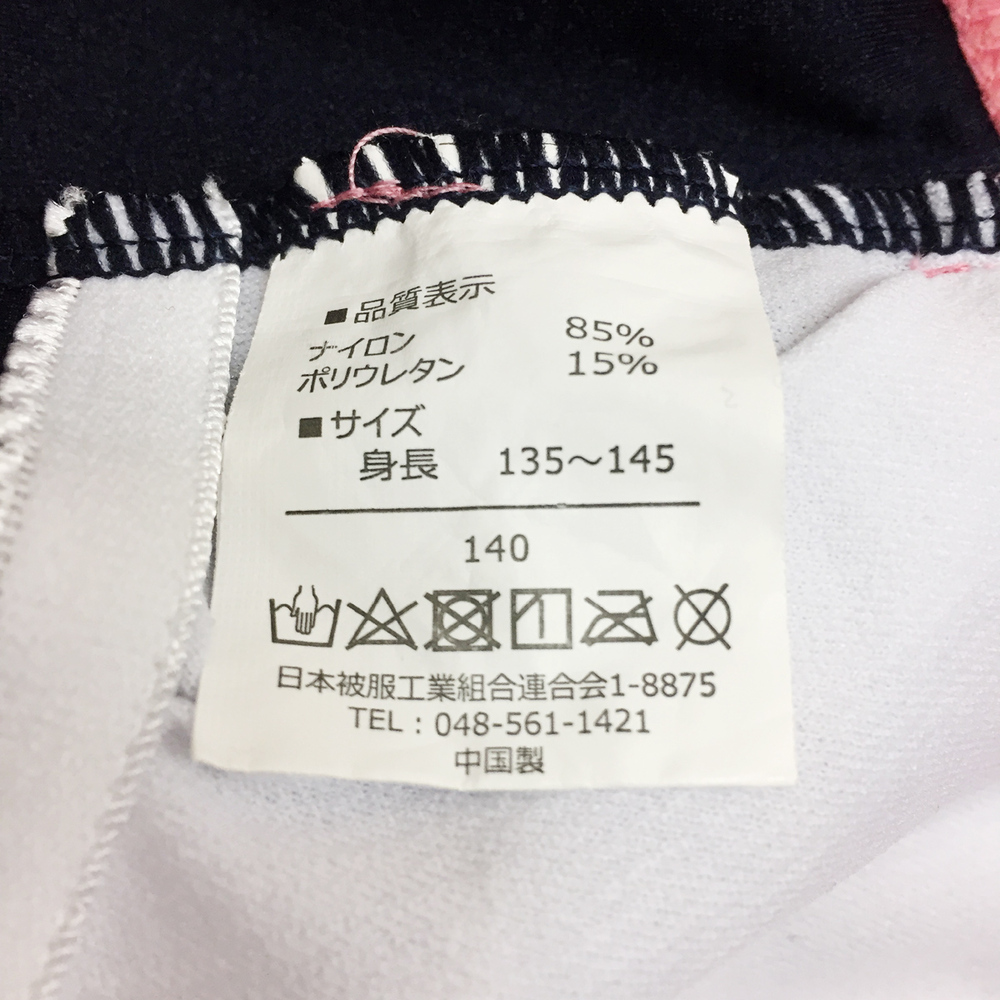 ■品質表示
ナイロン 85%
ポリウレタン 15%
■サイズ
身長 135〜145
140
日本被服工業組合連合会1-8875
TEL:048-561-1421
中国製